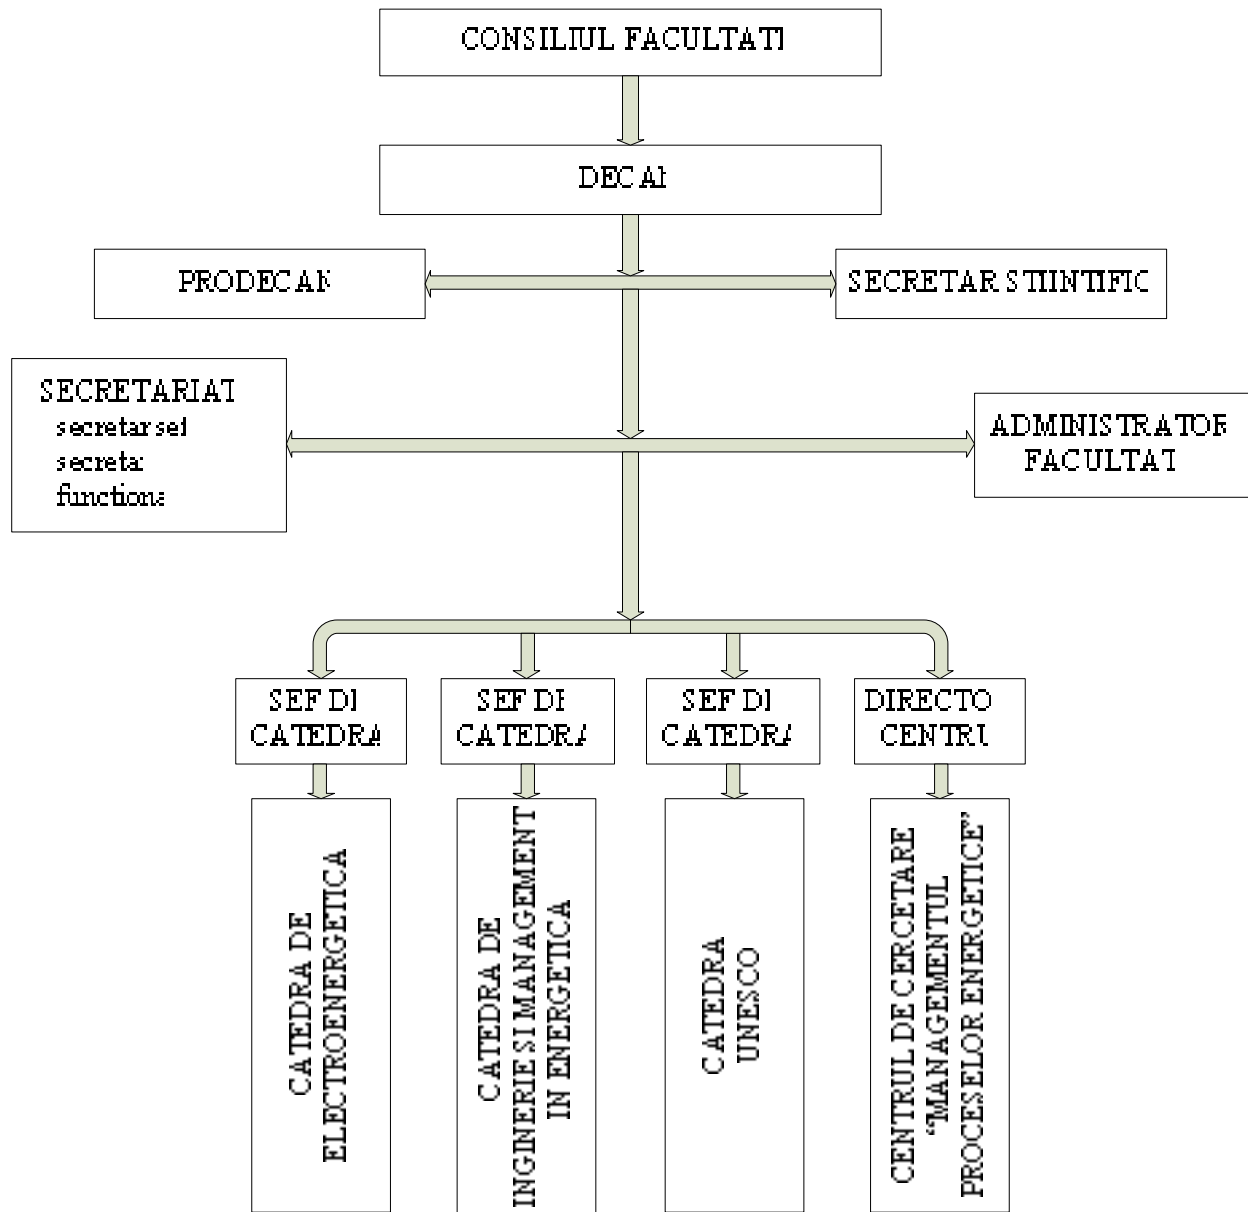 CONSILIUL FACULTATI
DECAN
PRODECAN
SECRETAR STIINTIFIC
SECRETARIAT
secretar sef
secretar
functionar
ADMINISTRATOR
FACULTATE
SEF DE
CATEDRA
SEF DE
CATEDRA
SEF DE
CATEDRA
DIRECTOR
CENTRU
CATEDRA DE
ELECTROENERGETICA
CATEDRA DE
INGINERIE SI MANAGEMENT
IN ENERGETICA
CATEDRA
UNESCO
CENTRUL DE CERCETARE
“MANAGEMENTUL
PROCESELOR ENERGETICE”